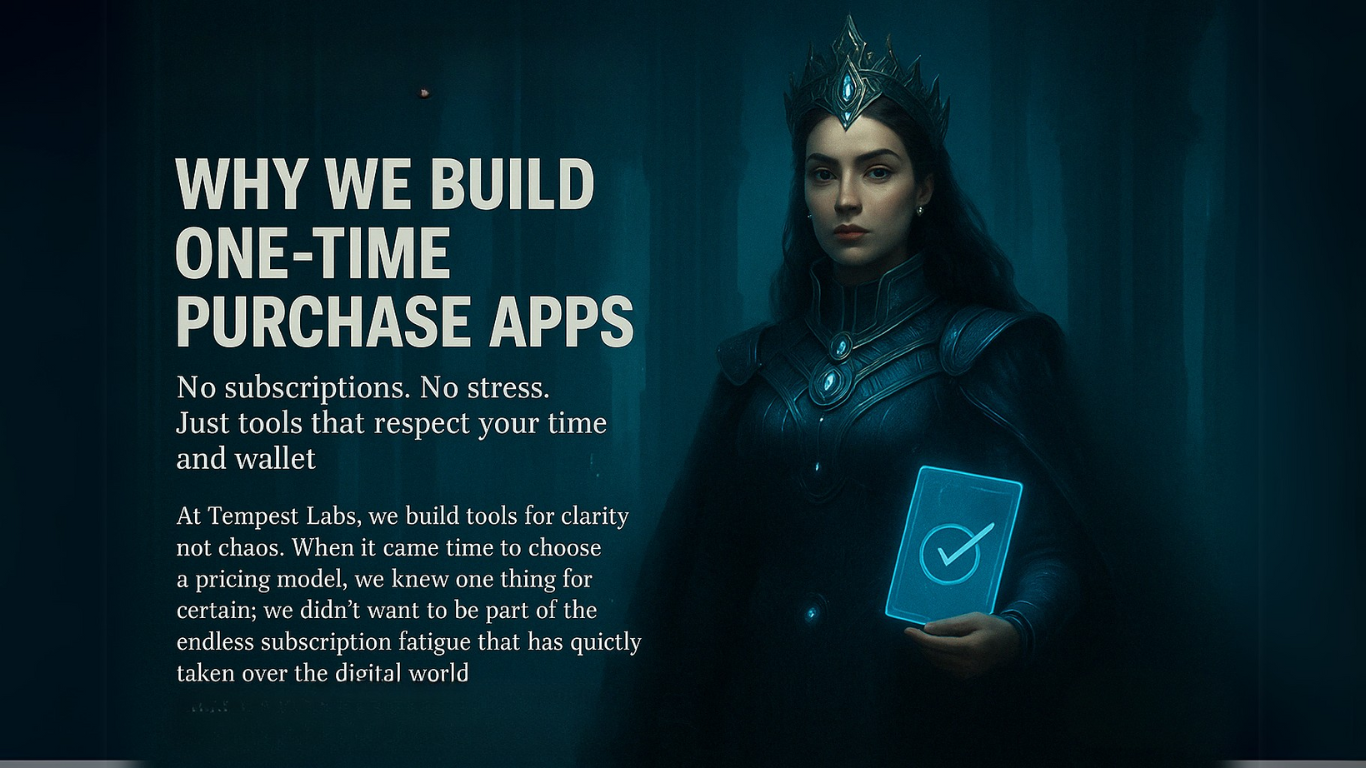 WHY WE BUILD
ONE-TIME
PURCHASE APPS
No subscriptions. No stress.
Just tools that respect your time
and wallet
At Tempest Labs, we build tools for clarity
not chaos. When it came time to choose
a pricing model, we knew one thing for
certain; we didn’t want to be part of the
endless subscription fatigue that has quictly
taken over the digital world